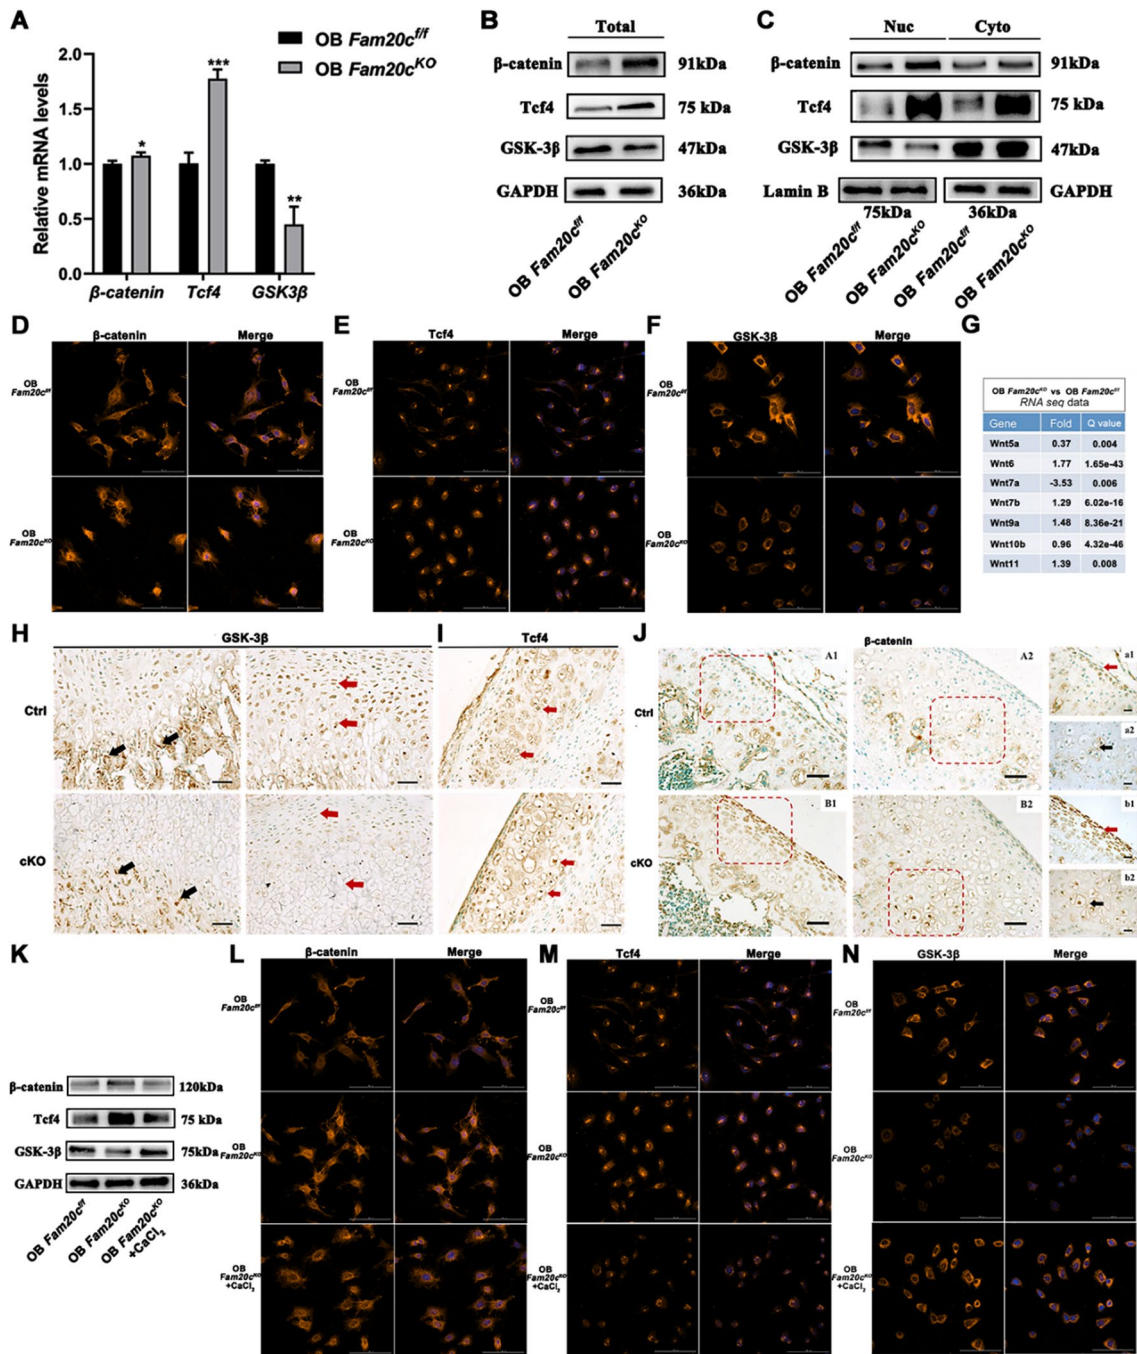 A
OB Fam20c^f/f
OB Fam20c^KO
Relative mRNA levels
2.0
1.5
1.0
0.5
0.0
*
***
**
β-catenin Tcf4 GSK3β
B
Total
β-catenin 91kDa
Tcf4 75 kDa
GSK-3β 47kDa
GAPDH 36kDa
OB Fam20c^f/f
OB Fam20c^KO
C
Nuc Cyto
β-catenin 91kDa
Tcf4 75 kDa
GSK-3β 47kDa
Lamin B GAPDH
75kDa 36kDa
OB Fam20c^f/f
OB Fam20c^KO
OB Fam20c^f/f
OB Fam20c^KO
D
β-catenin Merge
OB
Fam20c^f/f
OB
Fam20c^KO
E
Tcf4 Merge
OB
Fam20c^f/f
OB
Fam20c^KO
F
GSK-3β Merge
OB
Fam20c^f/f
OB
Fam20c^KO
G
OB Fam20c^KO vs OB Fam20c^f/f
RNA seq data
Gene Fold Q value
Wnt5a 0.37 0.004
Wnt6 1.77 1.65e-43
Wnt7a -3.53 0.006
Wnt7b 1.29 6.02e-16
Wnt9a 1.48 8.36e-21
Wnt10b 0.96 4.32e-46
Wnt11 1.39 0.008
H
GSK-3β
Ctrl
cKO
I
Tcf4
J
β-catenin
A1 A2 a1
a2
Ctrl
B1 B2 b1
b2
cKO
K
β-catenin 120kDa
Tcf4 75 kDa
GSK-3β 75kDa
GAPDH 36kDa
OB Fam20c^f/f
OB Fam20c^KO
OB Fam20c^KO
+CaCl₂
L
β-catenin Merge
OB
Fam20c^f/f
OB
Fam20c^KO
OB
Fam20c^KO
+CaCl₂
M
Tcf4 Merge
OB
Fam20c^f/f
OB
Fam20c^KO
OB
Fam20c^KO
+CaCl₂
N
GSK-3β Merge
OB
Fam20c^f/f
OB
Fam20c^KO
OB
Fam20c^KO
+CaCl₂